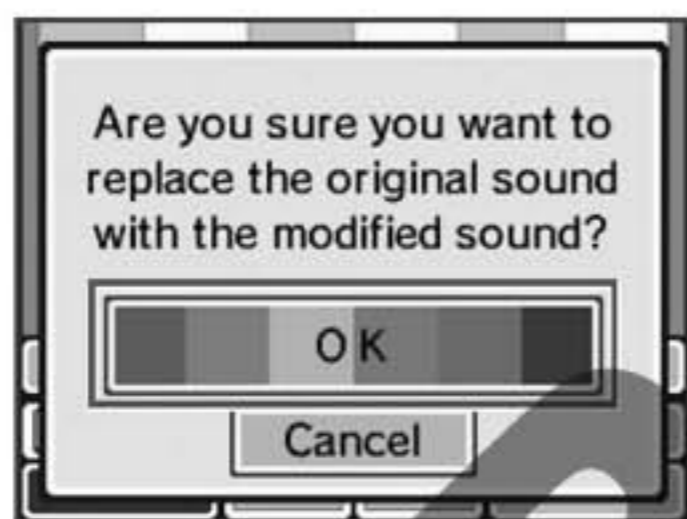 Are you sure you want to
replace the original sound
with the modified sound?
OK
Cancel